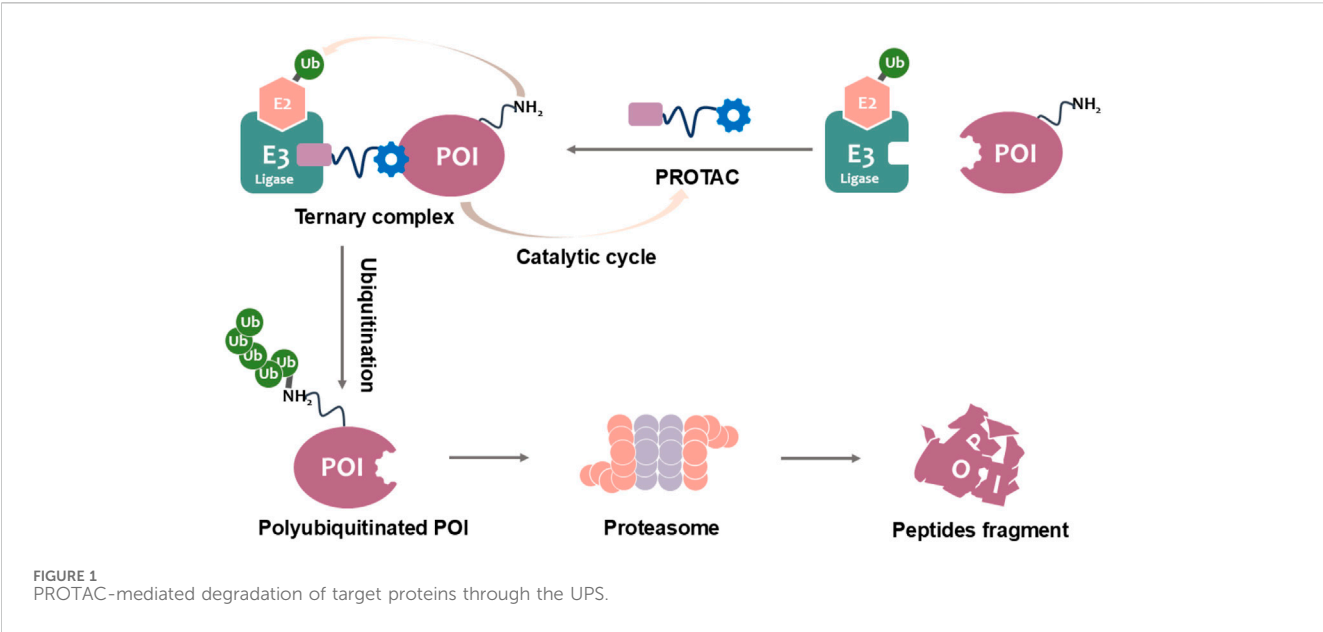 Ub
E2
E3
Ligase
NH2
POI
Ternary complex
PROTAC
Ub
E2
E3
Ligase
NH2
POI
Catalytic cycle
Ubiquitination
Ub
Ub
Ub
Ub
Ub
NH2
POI
Polyubiquitinated POI
Proteasome
P
O
I
Peptides fragment
FIGURE 1
PROTAC-mediated degradation of target proteins through the UPS.